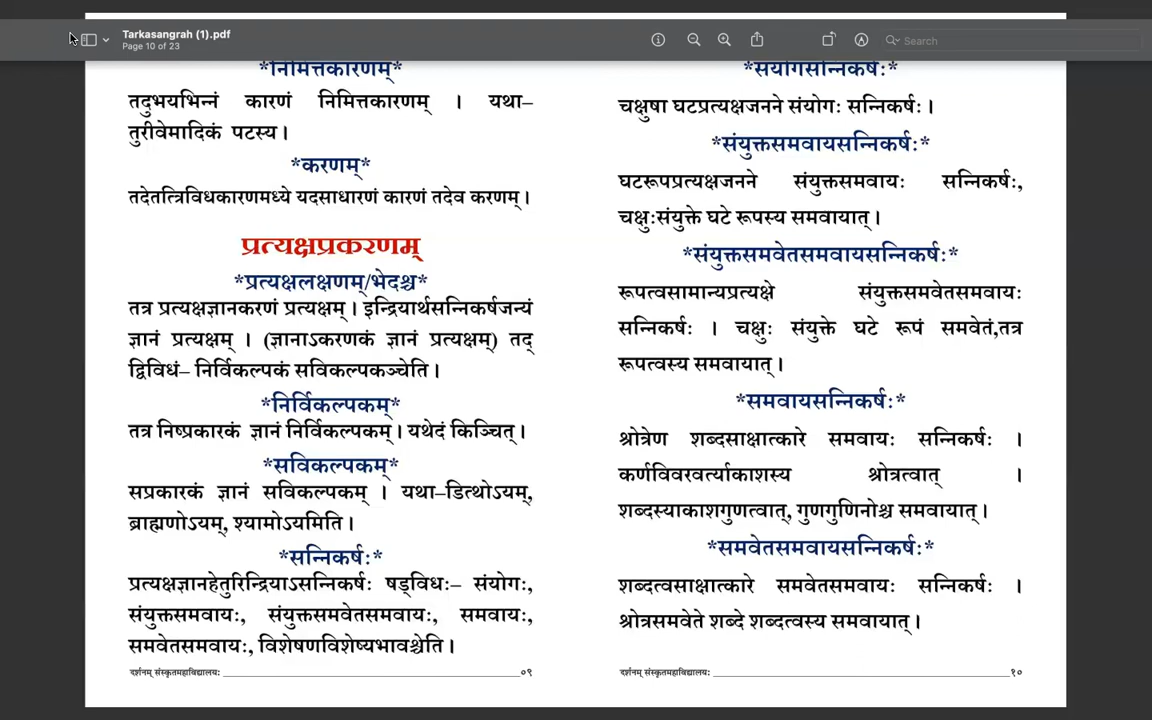 Tarkasangrah (1).pdf
Page 10 of 23
Search
*निमित्तकारणम्*
तदुभयभिन्नं कारणं निमित्तकारणम् । यथा–
तुरीवेमादिकं पटस्य।
*करणम्*
तदेतत्त्रिविधकारणमध्ये यदसाधारणं कारणं तदेव करणम्।
प्रत्यक्षप्रकरणम्
*प्रत्यक्षलक्षणम्/भेदश्च*
तत्र प्रत्यक्षज्ञानकरणं प्रत्यक्षम्। इन्द्रियार्थसन्निकर्षजन्यं
ज्ञानं प्रत्यक्षम् । (ज्ञानाऽकरणकं ज्ञानं प्रत्यक्षम्) तद्
द्विविधं– निर्विकल्पकं सविकल्पकञ्चेति।
*निर्विकल्पकम्*
तत्र निष्प्रकारकं ज्ञानं निर्विकल्पकम्। यथेदं किञ्चित्।
*सविकल्पकम्*
सप्रकारकं ज्ञानं सविकल्पकम् । यथा–डित्थोऽयम्,
ब्राह्मणोऽयम्, श्यामोऽयमिति।
*सन्निकर्षः*
प्रत्यक्षज्ञानहेतुरिन्द्रियाऽसन्निकर्षः षड्विधः– संयोगः,
संयुक्तसमवायः, संयुक्तसमवेतसमवायः, समवायः,
समवेतसमवायः, विशेषणविशेष्यभावश्चेति।
दर्शनम् संस्कृतमहाविद्यालयः ०९
*संयोगसन्निकर्षः*
चक्षुषा घटप्रत्यक्षजनने संयोगः सन्निकर्षः।
*संयुक्तसमवायसन्निकर्षः*
घटरूपप्रत्यक्षजनने संयुक्तसमवायः सन्निकर्षः,
चक्षुःसंयुक्ते घटे रूपस्य समवायात्।
*संयुक्तसमवेतसमवायसन्निकर्षः*
रूपत्वसामान्यप्रत्यक्षे संयुक्तसमवेतसमवायः
सन्निकर्षः । चक्षुः संयुक्ते घटे रूपं समवेतं,तत्र
रूपत्वस्य समवायात्।
*समवायसन्निकर्षः*
श्रोत्रेण शब्दसाक्षात्कारे समवायः सन्निकर्षः ।
कर्णविवरवर्त्याकाशस्य श्रोत्रत्वात् ।
शब्दस्याकाशगुणत्वात्, गुणगुणिनोश्च समवायात्।
*समवेतसमवायसन्निकर्षः*
शब्दत्वसाक्षात्कारे समवेतसमवायः सन्निकर्षः ।
श्रोत्रसमवेते शब्दे शब्दत्वस्य समवायात्।
दर्शनम् संस्कृतमहाविद्यालयः १०